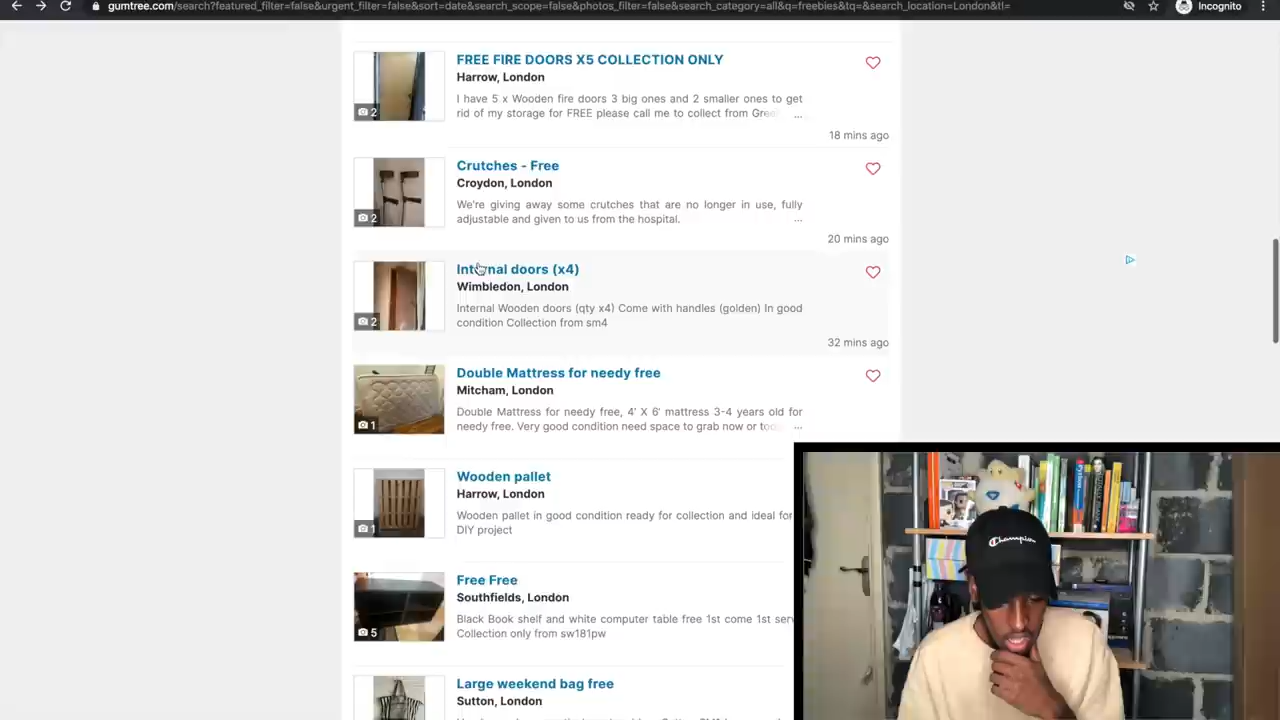 gumtree.com/search?featured_filter=false&urgent_filter=false&sort=date&search_scope=false&photos_filter=false&search_category=all&q=freebies&tq=&search_location=London&tl=
Incognito
FREE FIRE DOORS X5 COLLECTION ONLY
Harrow, London
I have 5 x Wooden fire doors 3 big ones and 2 smaller ones to get
rid of my storage for FREE please call me to collect from Gree ...
2
18 mins ago
Crutches - Free
Croydon, London
We're giving away some crutches that are no longer in use, fully
adjustable and given to us from the hospital. ...
2
20 mins ago
Internal doors (x4)
Wimbledon, London
Internal Wooden doors (qty x4) Come with handles (golden) In good
condition Collection from sm4
2
32 mins ago
Double Mattress for needy free
Mitcham, London
Double Mattress for needy free, 4' X 6' mattress 3-4 years old for
needy free. Very good condition need space to grab now or too ...
1
Wooden pallet
Harrow, London
Wooden pallet in good condition ready for collection and ideal for
DIY project
1
Free Free
Southfields, London
Black Book shelf and white computer table free 1st come 1st serv
Collection only from sw181pw
5
Large weekend bag free
Sutton, London
Champion